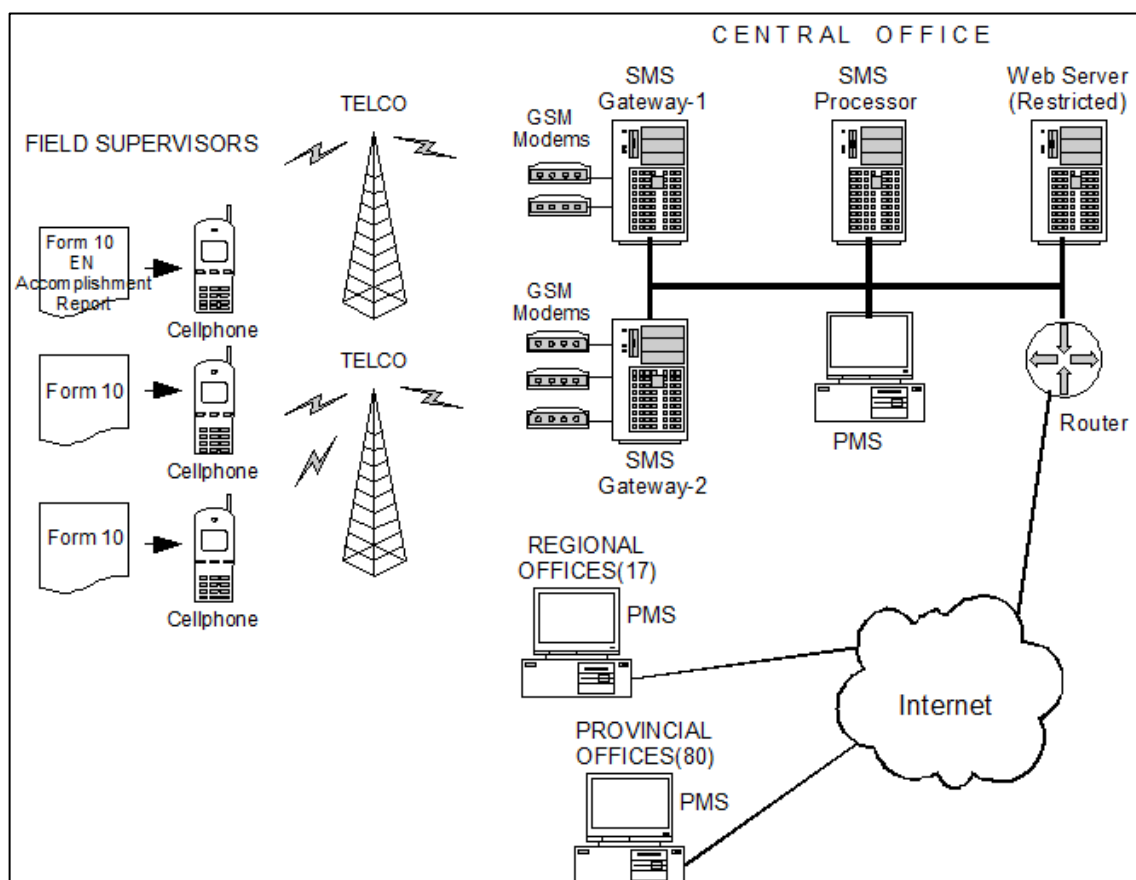 CENTRAL OFFICE
SMS
Gateway-1
SMS
Processor
Web Server
(Restricted)
TELCO
GSM
Modems
FIELD SUPERVISORS
Form 10
EN
Accomplishment
Report
Cellphone
GSM
Modems
TELCO
Form 10
Cellphone
PMS
Router
SMS
Gateway-2
Form 10
Cellphone
REGIONAL
OFFICES(17)
PMS
Internet
PROVINCIAL
OFFICES(80)
PMS